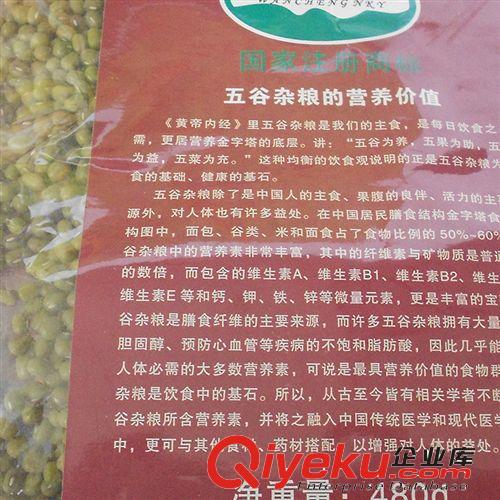 WANCHENGNKY
国家注册商标
五谷杂粮的营养价值
《黄帝内经》里五谷杂粮是我们的主食，是每日饮食之
需，更居营养金字塔的底层。讲：“五谷为养，五果为助，五
为益，五菜为充。”这种均衡的饮食观说明的正是五谷杂粮为
食的基础、健康的基石。
五谷杂粮除了是中国人的主食、果腹的良伴、活力的主要
源外，对人体也有许多益处。在中国居民膳食结构金字塔食
构图中，面包、谷类、米和面食占了食物比例的50%~60%
谷杂粮中的营养素非常丰富，其中的纤维素与矿物质是普通
的数倍，而包含的维生素A、维生素B1、维生素B2、维生
维生素E等和钙、钾、铁、锌等微量元素，更是丰富的宝
谷杂粮是膳食纤维的主要来源，而许多五谷杂粮拥有大量
胆固醇、预防心血管等疾病的不饱和脂肪酸，因此几乎能
人体必需的大多数营养素，可说是最具营养价值的食物群
杂粮是饮食中的基石。所以，从古至今皆有相关学者不断
谷杂粮所含营养素，并将之融入中国传统医学和现代医学
中，更可与其他食 药材搭配，以增强对人体的益处。
净重量：480g
Qiyeku.com 企业库
Enterprise Database